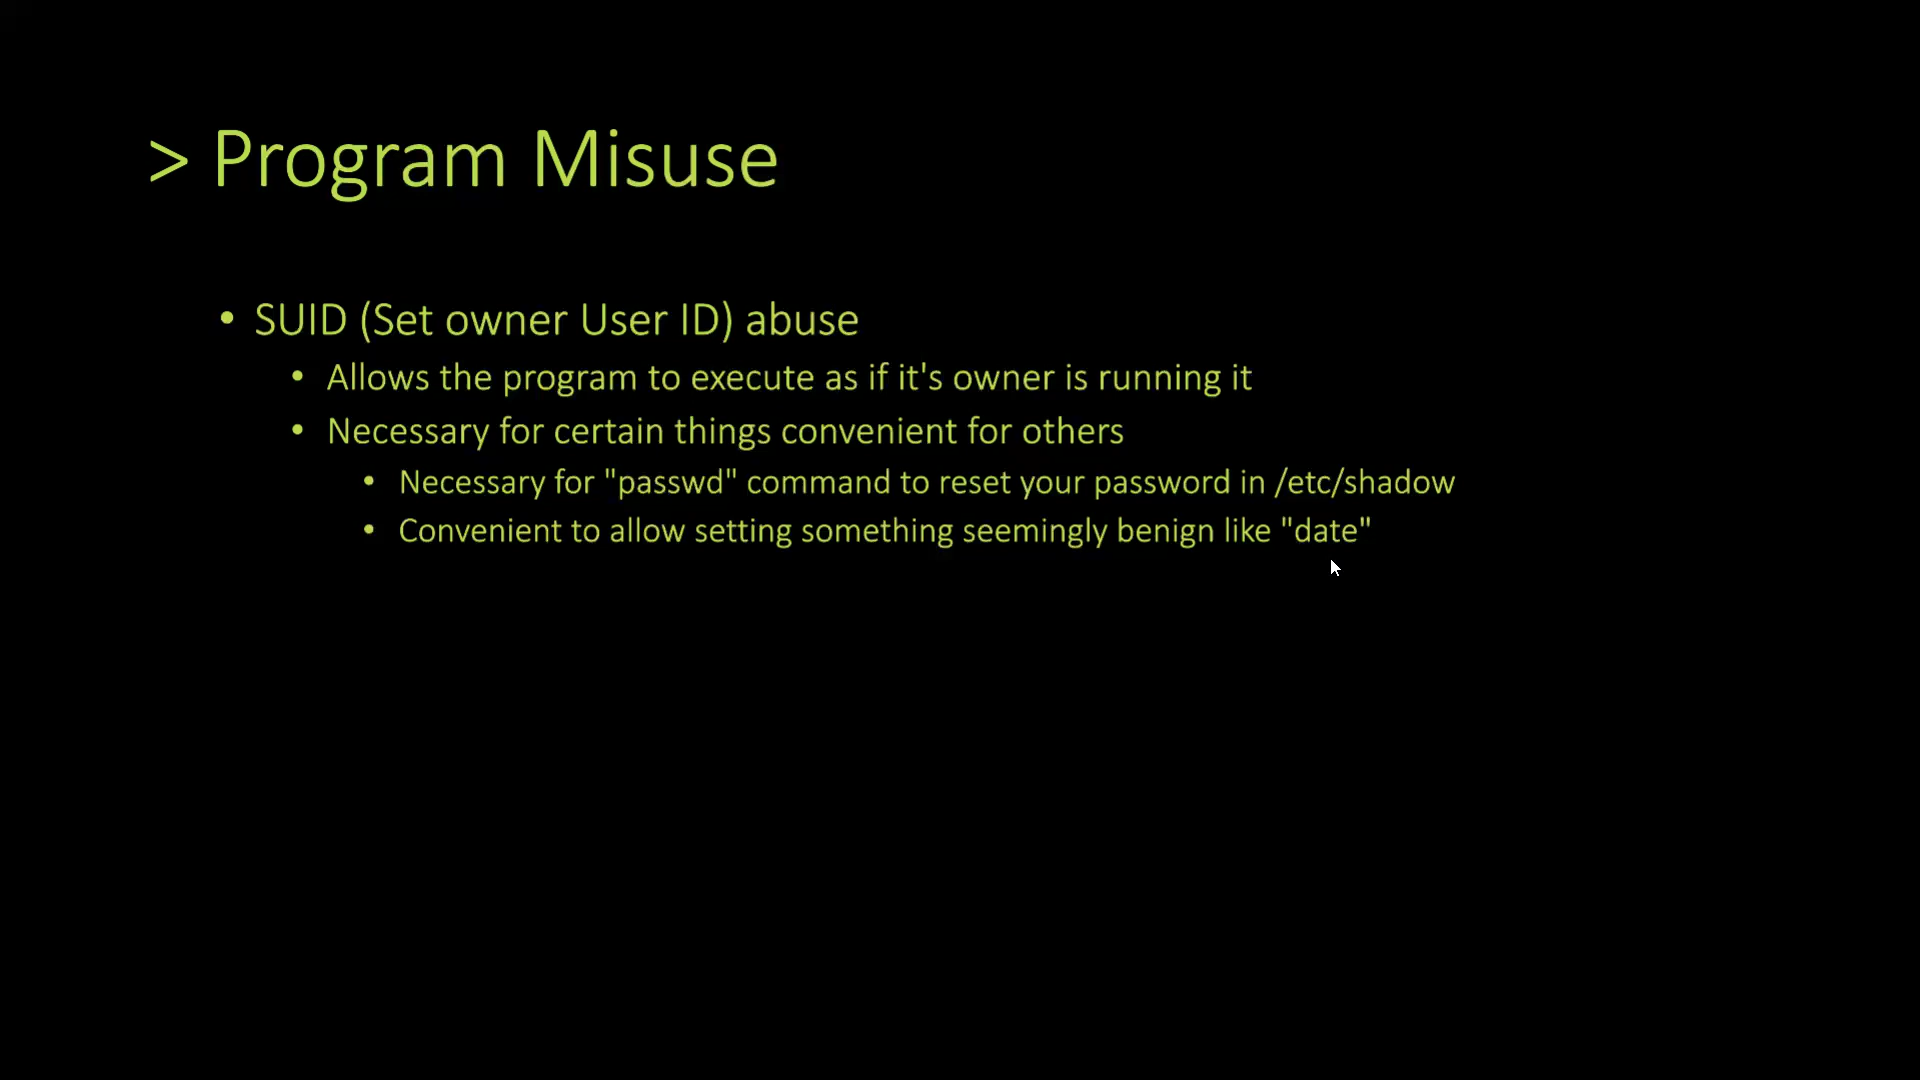 > Program Misuse
• SUID (Set owner User ID) abuse
• Allows the program to execute as if it's owner is running it
• Necessary for certain things convenient for others
• Necessary for "passwd" command to reset your password in /etc/shadow
• Convenient to allow setting something seemingly benign like "date"